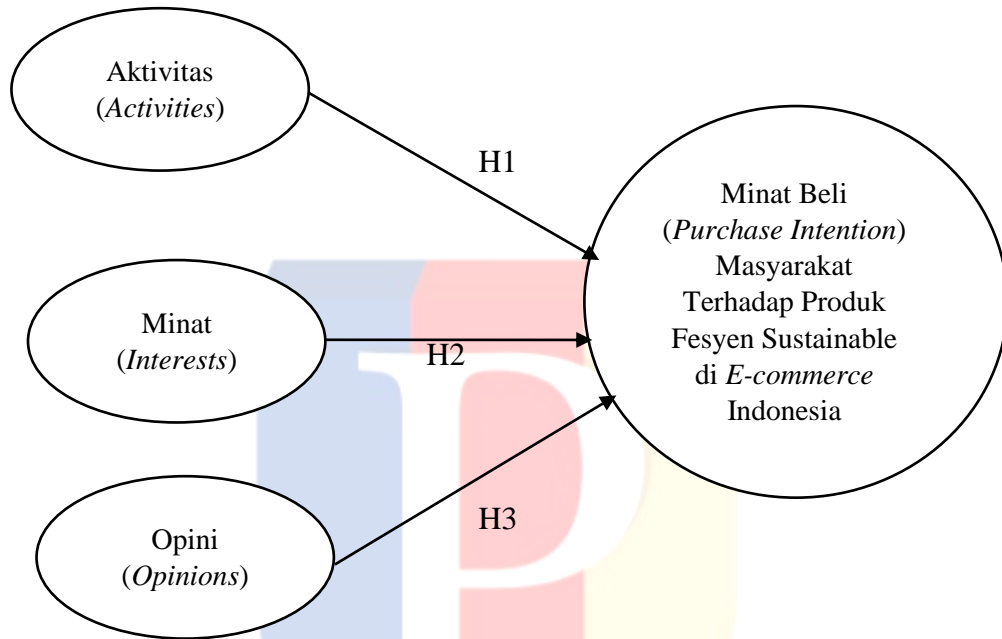 Aktivitas
(Activities)
H1
Minat Beli
(Purchase Intention)
Masyarakat
Terhadap Produk
Fesyen Sustainable
di E-commerce
Indonesia
Minat
(Interests)
H2
Opini
(Opinions)
H3